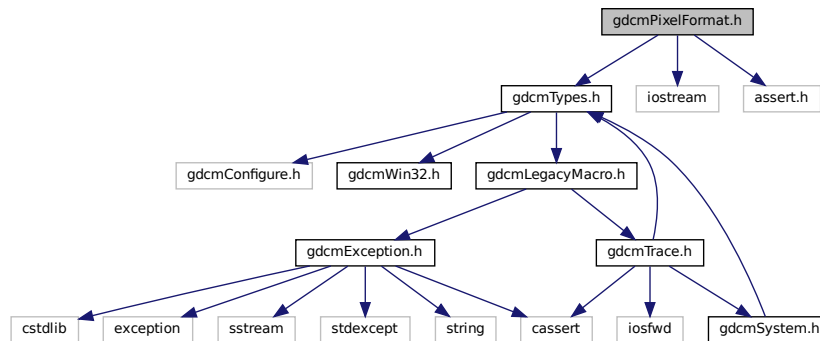 gdcmPixelFormat.h
gdcmTypes.h
iostream
assert.h
gdcmConfigure.h
gdcmWin32.h
gdcmLegacyMacro.h
gdcmException.h
gdcmTrace.h
cstdlib
exception
sstream
stdexcept
string
cassert
iosfwd
gdcmSystem.h